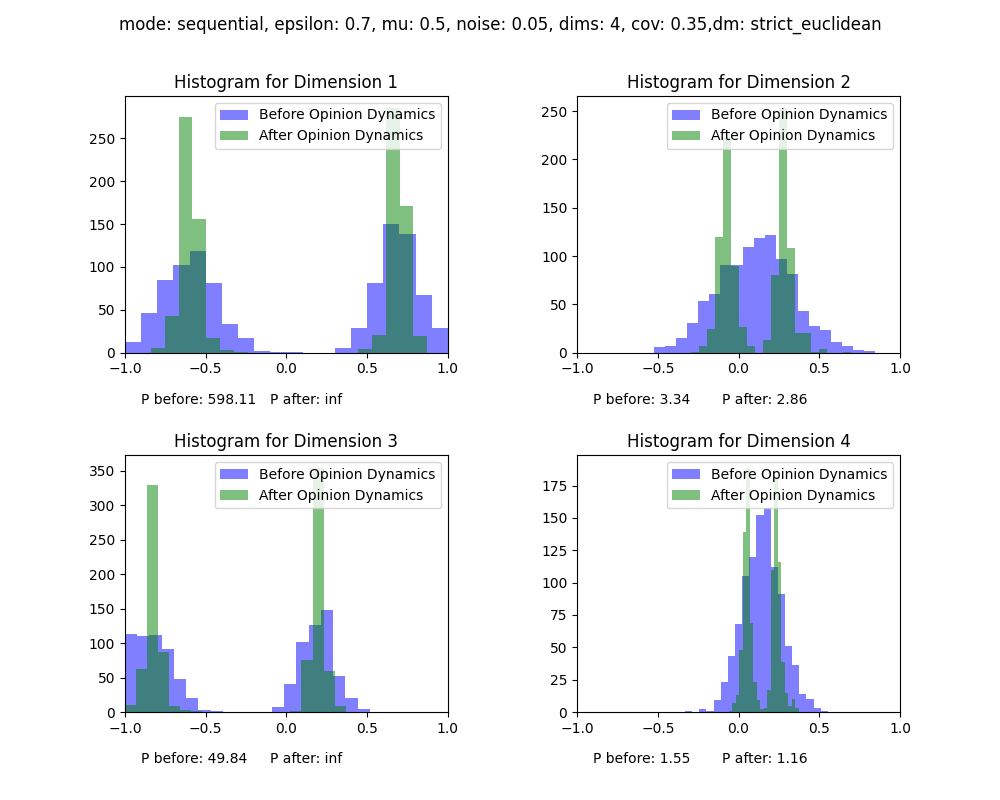 mode: sequential, epsilon: 0.7, mu: 0.5, noise: 0.05, dims: 4, cov: 0.35,dm: strict_euclidean
Histogram for Dimension 1
Before Opinion Dynamics
After Opinion Dynamics
250
200
150
100
50
0
−1.0 −0.5 0.0 0.5 1.0
P before: 598.11 P after: inf
Histogram for Dimension 2
Before Opinion Dynamics
After Opinion Dynamics
250
200
150
100
50
0
−1.0 −0.5 0.0 0.5 1.0
P before: 3.34 P after: 2.86
Histogram for Dimension 3
Before Opinion Dynamics
After Opinion Dynamics
350
300
250
200
150
100
50
0
−1.0 −0.5 0.0 0.5 1.0
P before: 49.84 P after: inf
Histogram for Dimension 4
Before Opinion Dynamics
After Opinion Dynamics
175
150
125
100
75
50
25
0
−1.0 −0.5 0.0 0.5 1.0
P before: 1.55 P after: 1.16